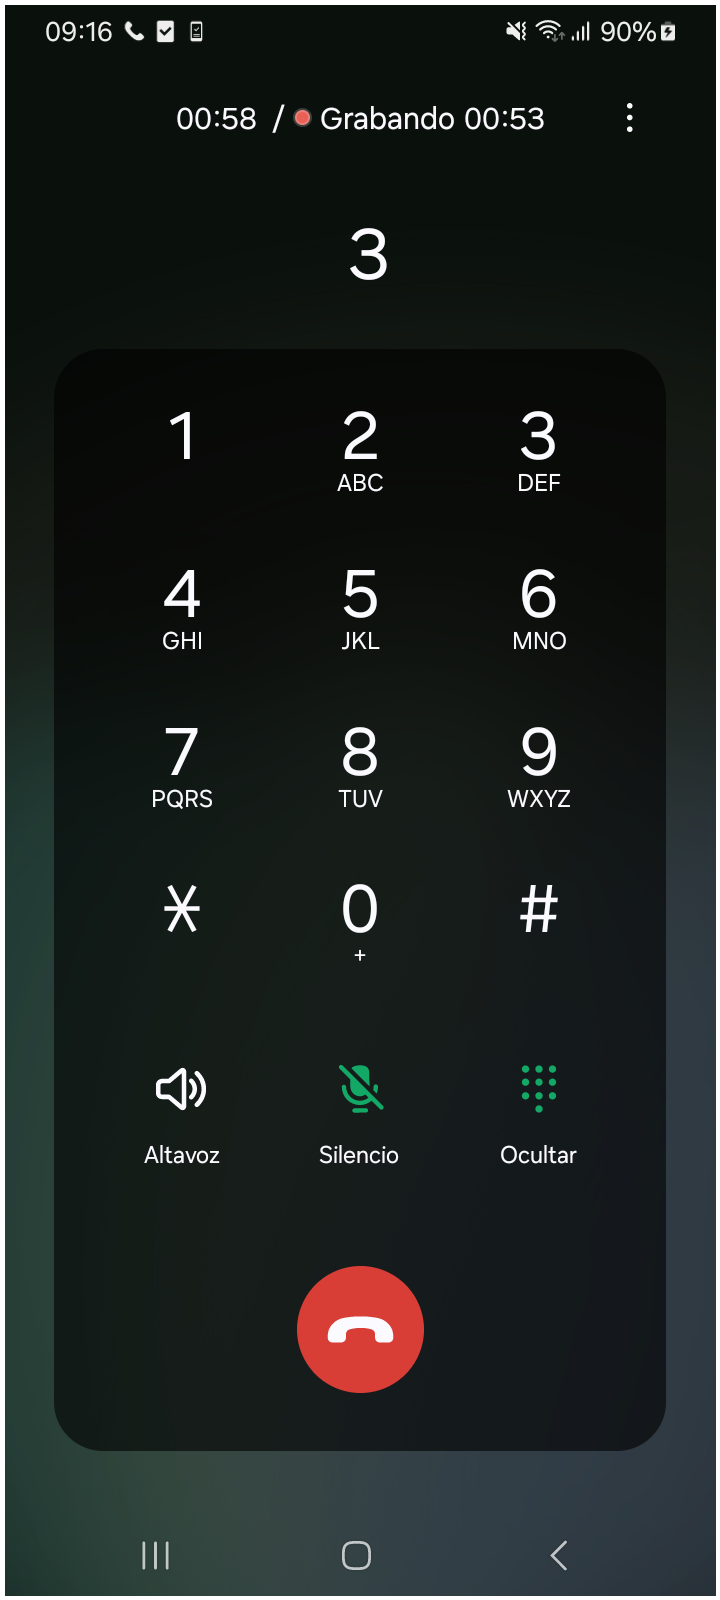 09:16 90%
00:58 / Grabando 00:53
3
1 2 3
ABC DEF
4 5 6
GHI JKL MNO
7 8 9
PQRS TUV WXYZ
* 0 #
+
Altavoz Silencio Ocultar